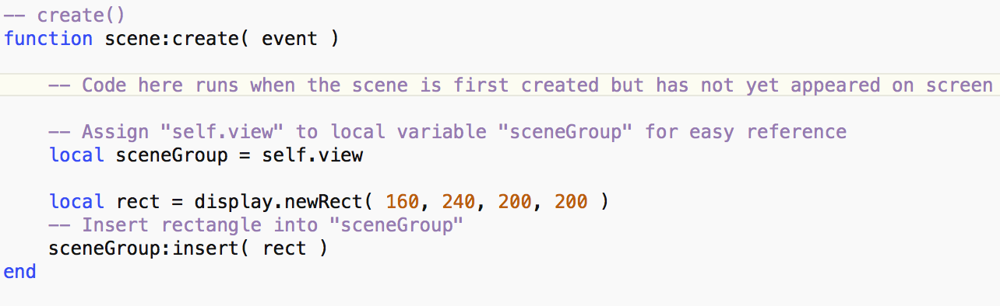 -- create()
function scene:create( event )
-- Code here runs when the scene is first created but has not yet appeared on screen
-- Assign "self.view" to local variable "sceneGroup" for easy reference
local sceneGroup = self.view
local rect = display.newRect( 160, 240, 200, 200 )
-- Insert rectangle into "sceneGroup"
sceneGroup:insert( rect )
end